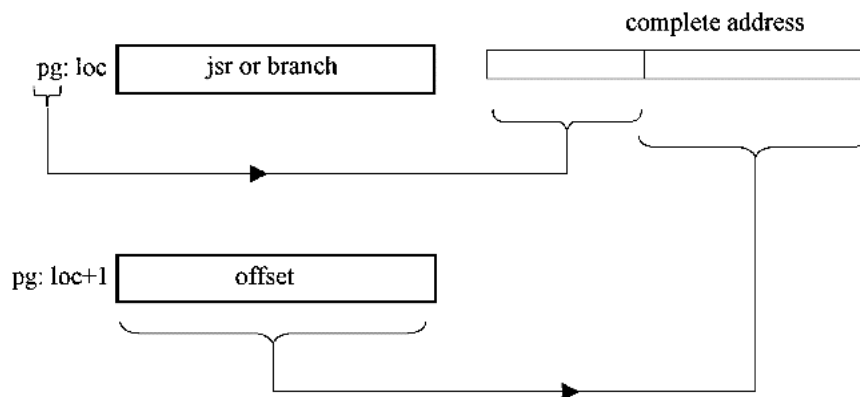 complete address
pg: loc jsr or branch
pg: loc+1 offset